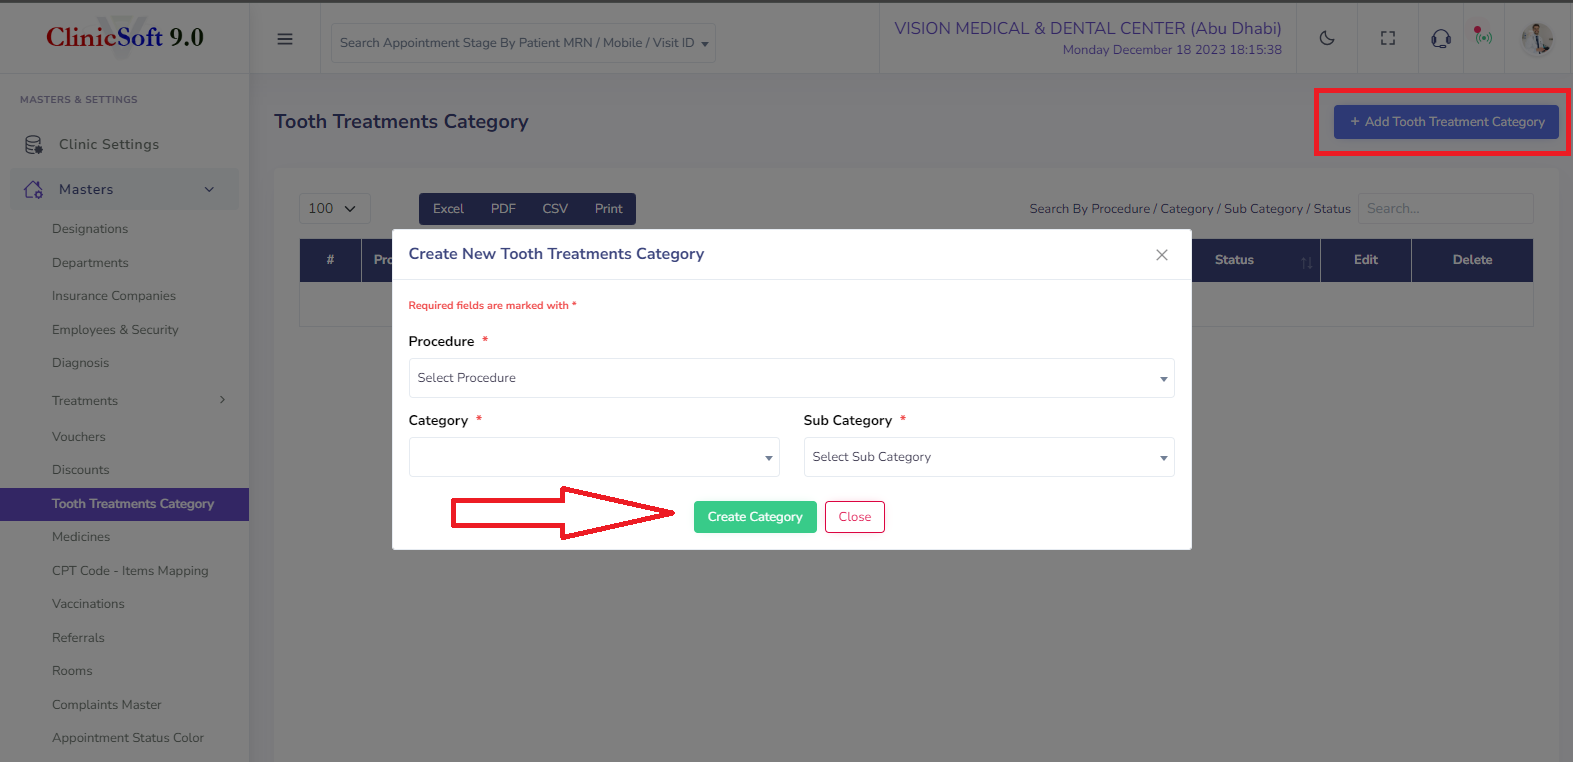 ClinicSoft 9.0
Search Appointment Stage By Patient MRN / Mobile / Visit ID
VISION MEDICAL & DENTAL CENTER (Abu Dhabi)
Monday December 18 2023 18:15:38
MASTERS & SETTINGS
Clinic Settings
Masters
Designations
Departments
Insurance Companies
Employees & Security
Diagnosis
Treatments
Vouchers
Discounts
Tooth Treatments Category
Medicines
CPT Code - Items Mapping
Vaccinations
Referrals
Rooms
Complaints Master
Appointment Status Color
Tooth Treatments Category
+ Add Tooth Treatment Category
100
Excel PDF CSV Print
Search By Procedure / Category / Sub Category / Status Search...
# Pro Status Edit Delete
Create New Tooth Treatments Category
Required fields are marked with *
Procedure *
Select Procedure
Category * Sub Category *
Select Sub Category
Create Category Close